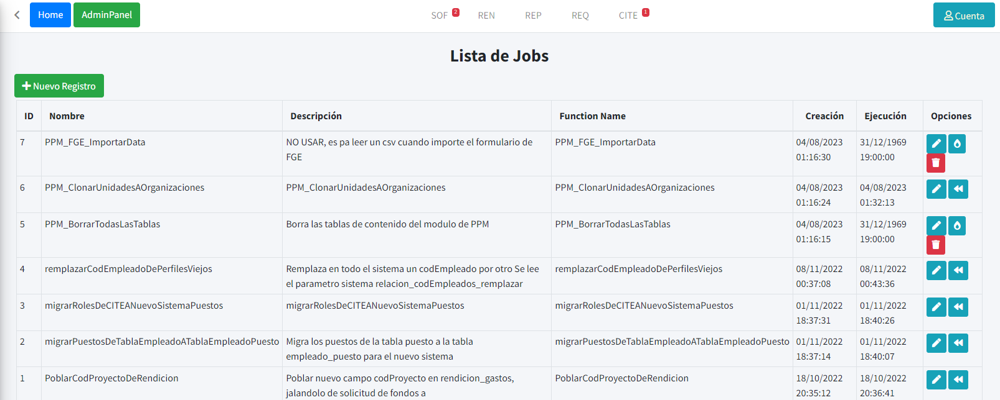 Home AdminPanel SOF 2 REN REP REQ CITE 1 Cuenta
Lista de Jobs
Nuevo Registro
ID Nombre Descripción Function Name Creación Ejecución Opciones
7 PPM_FGE_ImportarData NO USAR, es pa leer un csv cuando importe el formulario de PPM_FGE_ImportarData 04/08/2023 31/12/1969
FGE 01:16:30 19:00:00
6 PPM_ClonarUnidadesAOrganizaciones PPM_ClonarUnidadesAOrganizaciones PPM_ClonarUnidadesAOrganizaciones 04/08/2023 04/08/2023
01:16:24 01:32:13
5 PPM_BorrarTodasLasTablas Borra las tablas de contenido del modulo de PPM PPM_BorrarTodasLasTablas 04/08/2023 31/12/1969
01:16:15 19:00:00
4 remplazarCodEmpleadoDePerfilesViejos Remplaza en todo el sistema un codEmpleado por otro Se lee remplazarCodEmpleadoDePerfilesViejos 08/11/2022 08/11/2022
el parametro sistema relacion_codEmpleados_remplazar 00:37:08 00:43:36
3 migrarRolesDeCITEANuevoSistemaPuestos migrarRolesDeCITEANuevoSistemaPuestos migrarRolesDeCITEANuevoSistemaPuestos 01/11/2022 01/11/2022
18:37:31 18:40:26
2 migrarPuestosDeTablaEmpleadoATablaEmpleadoPuesto Migra los puestos de la tabla puesto a la tabla migrarPuestosDeTablaEmpleadoATablaEmpleadoPuesto 01/11/2022 01/11/2022
empleado_puesto para el nuevo sistema 18:37:14 18:40:07
1 PoblarCodProyectoDeRendicion Poblar nuevo campo codProyecto en rendicion_gastos, PoblarCodProyectoDeRendicion 18/10/2022 18/10/2022
jalandolo de solicitud de fondos a 20:35:12 20:36:41